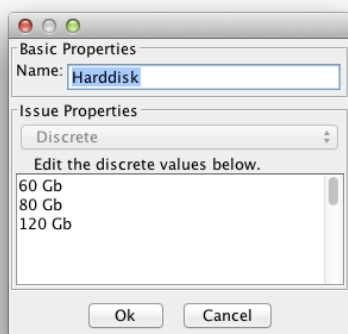 Basic Properties
Name: Harddisk
Issue Properties
Discrete
Edit the discrete values below.
60 Gb
80 Gb
120 Gb
Ok Cancel